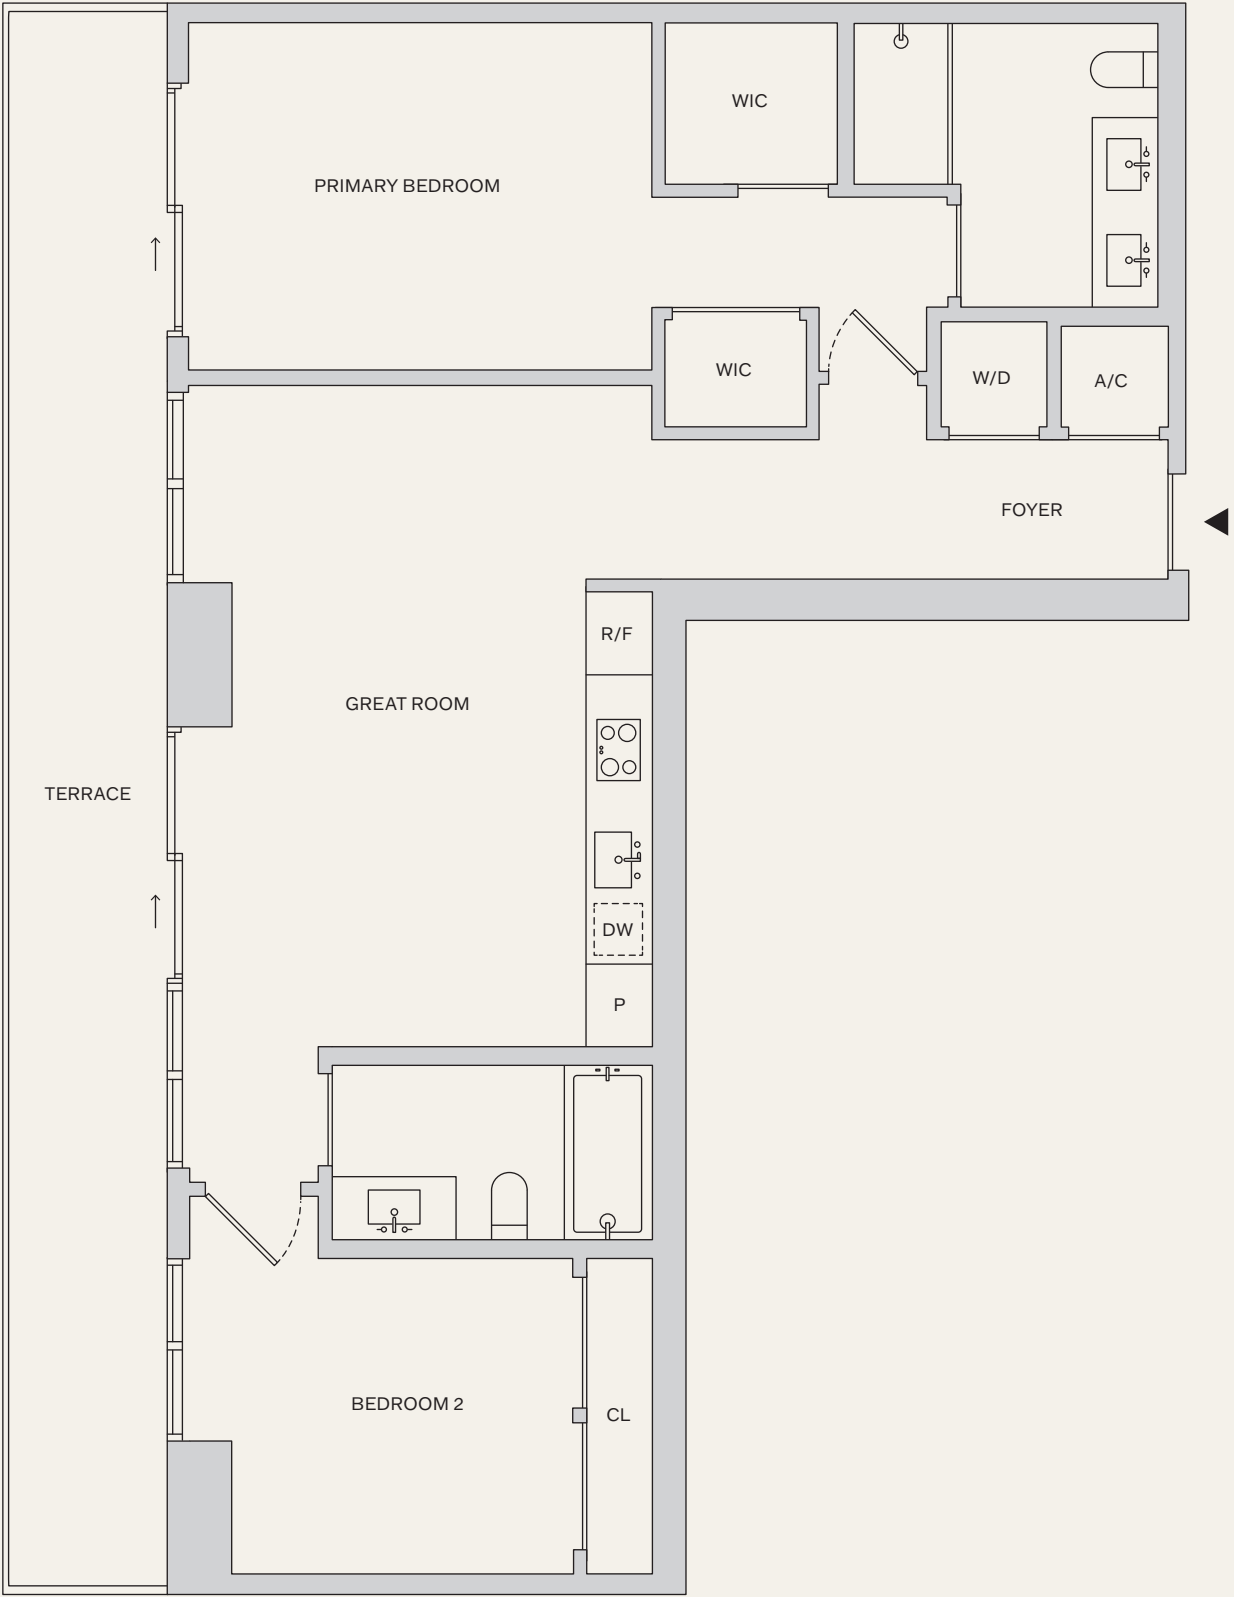 WIC
PRIMARY BEDROOM
WIC
W/D
A/C
FOYER
R/F
GREAT ROOM
TERRACE
DW
P
BEDROOM 2
CL